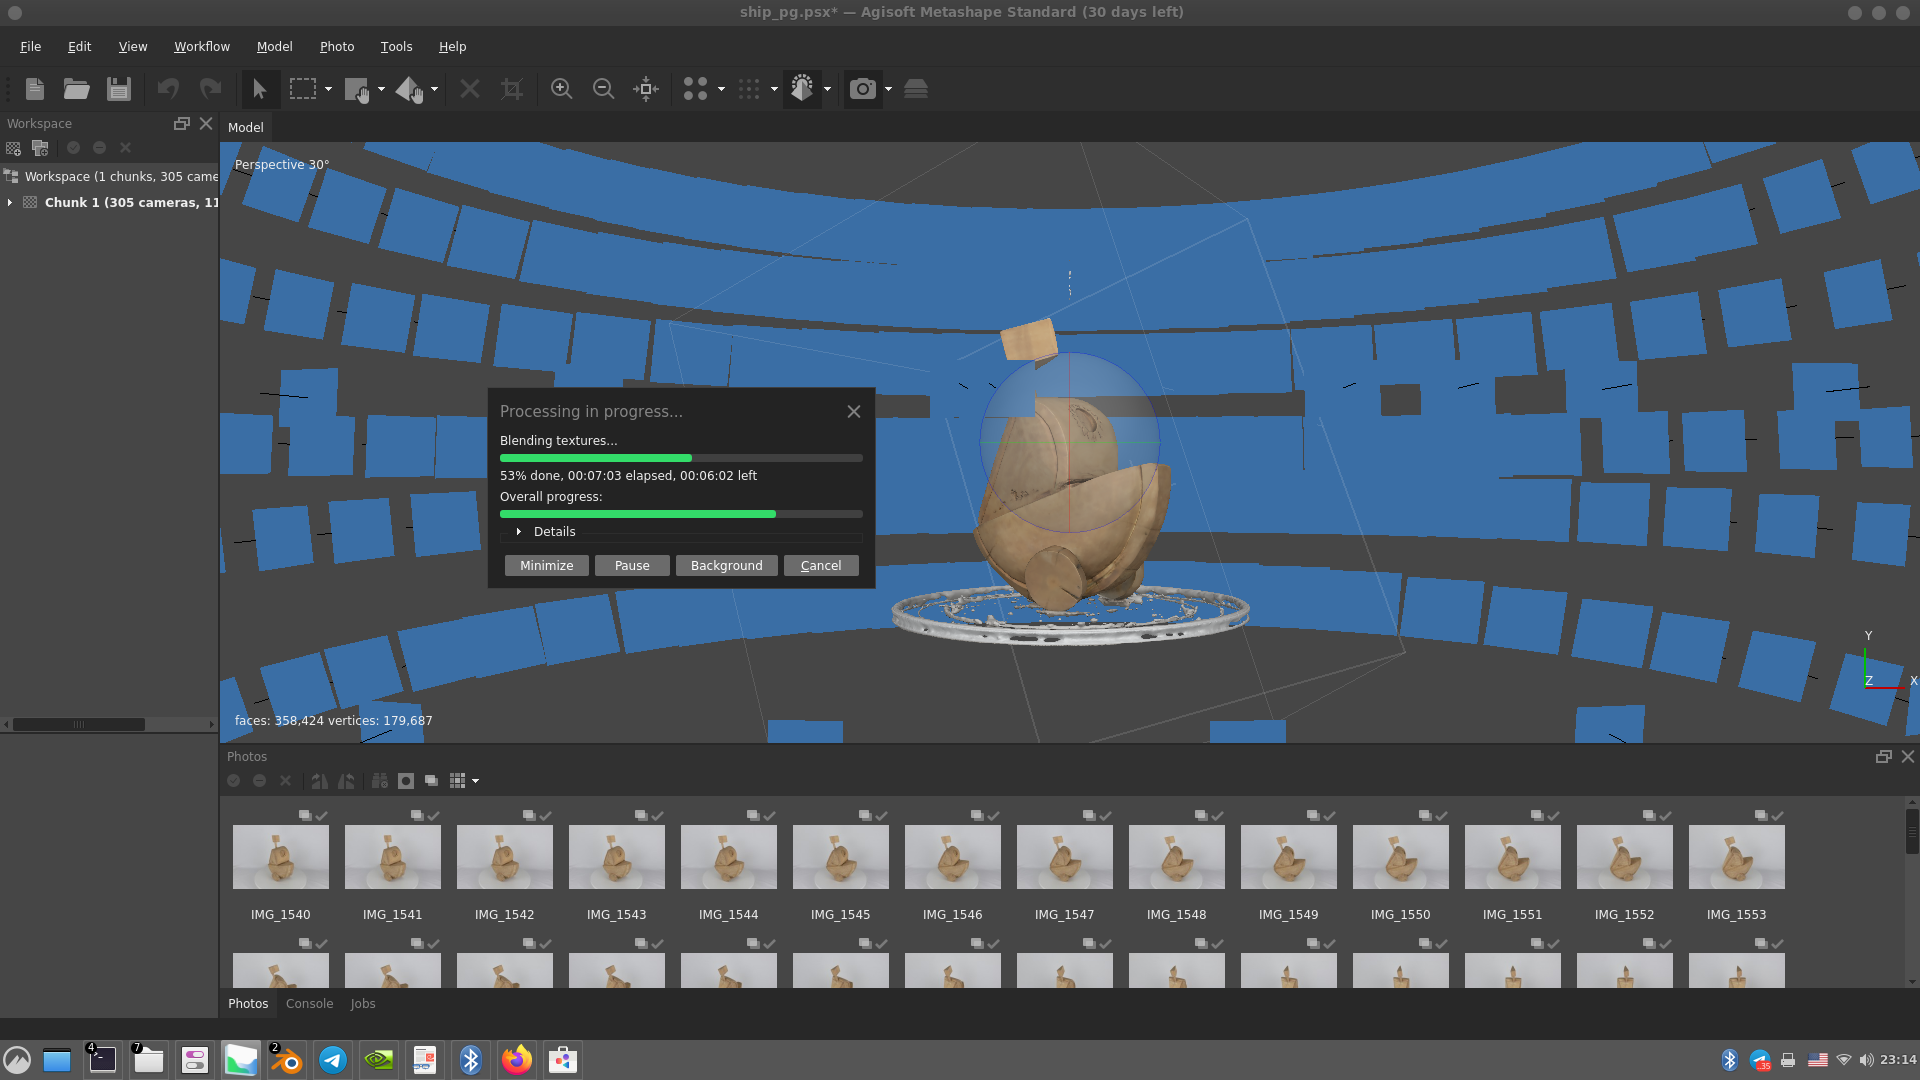 ship_pg.psx* — Agisoft Metashape Standard (30 days left)
File Edit View Workflow Model Photo Tools Help
Workspace
Model
Perspective 30°
Workspace (1 chunks, 305 came
Chunk 1 (305 cameras, 11
Processing in progress...
Blending textures...
53% done, 00:07:03 elapsed, 00:06:02 left
Overall progress:
Details
Minimize Pause Background Cancel
Y
Z X
faces: 358,424 vertices: 179,687
Photos
IMG_1540 IMG_1541 IMG_1542 IMG_1543 IMG_1544 IMG_1545 IMG_1546 IMG_1547 IMG_1548 IMG_1549 IMG_1550 IMG_1551 IMG_1552 IMG_1553
Photos Console Jobs
4 7 2
35
23:14